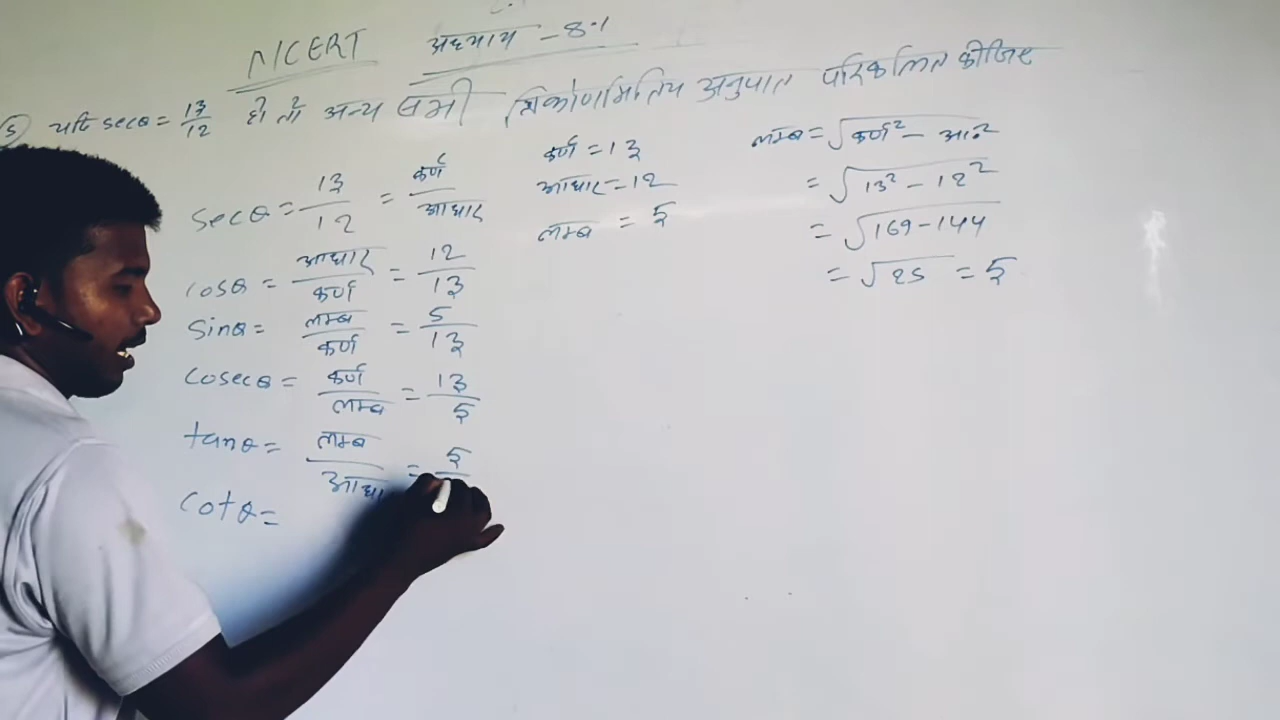 NCERT अध्याय - 8.1
5) यदि secθ = 13/12 हो तो अन्य सभी त्रिकोणमितिय अनुपात परिकलित कीजिए
secθ = 13/12 = कर्ण/आधार
cosθ = आधार/कर्ण = 12/13
sinθ = लम्ब/कर्ण = 5/13
cosecθ = कर्ण/लम्ब = 13/5
tanθ = लम्ब/आधा = 5
cotθ =
कर्ण = 13
आधार = 12
लम्ब = 5
लम्ब = √कर्ण² - आ०²
= √13² - 12²
= √169 - 144
= √25 = 5